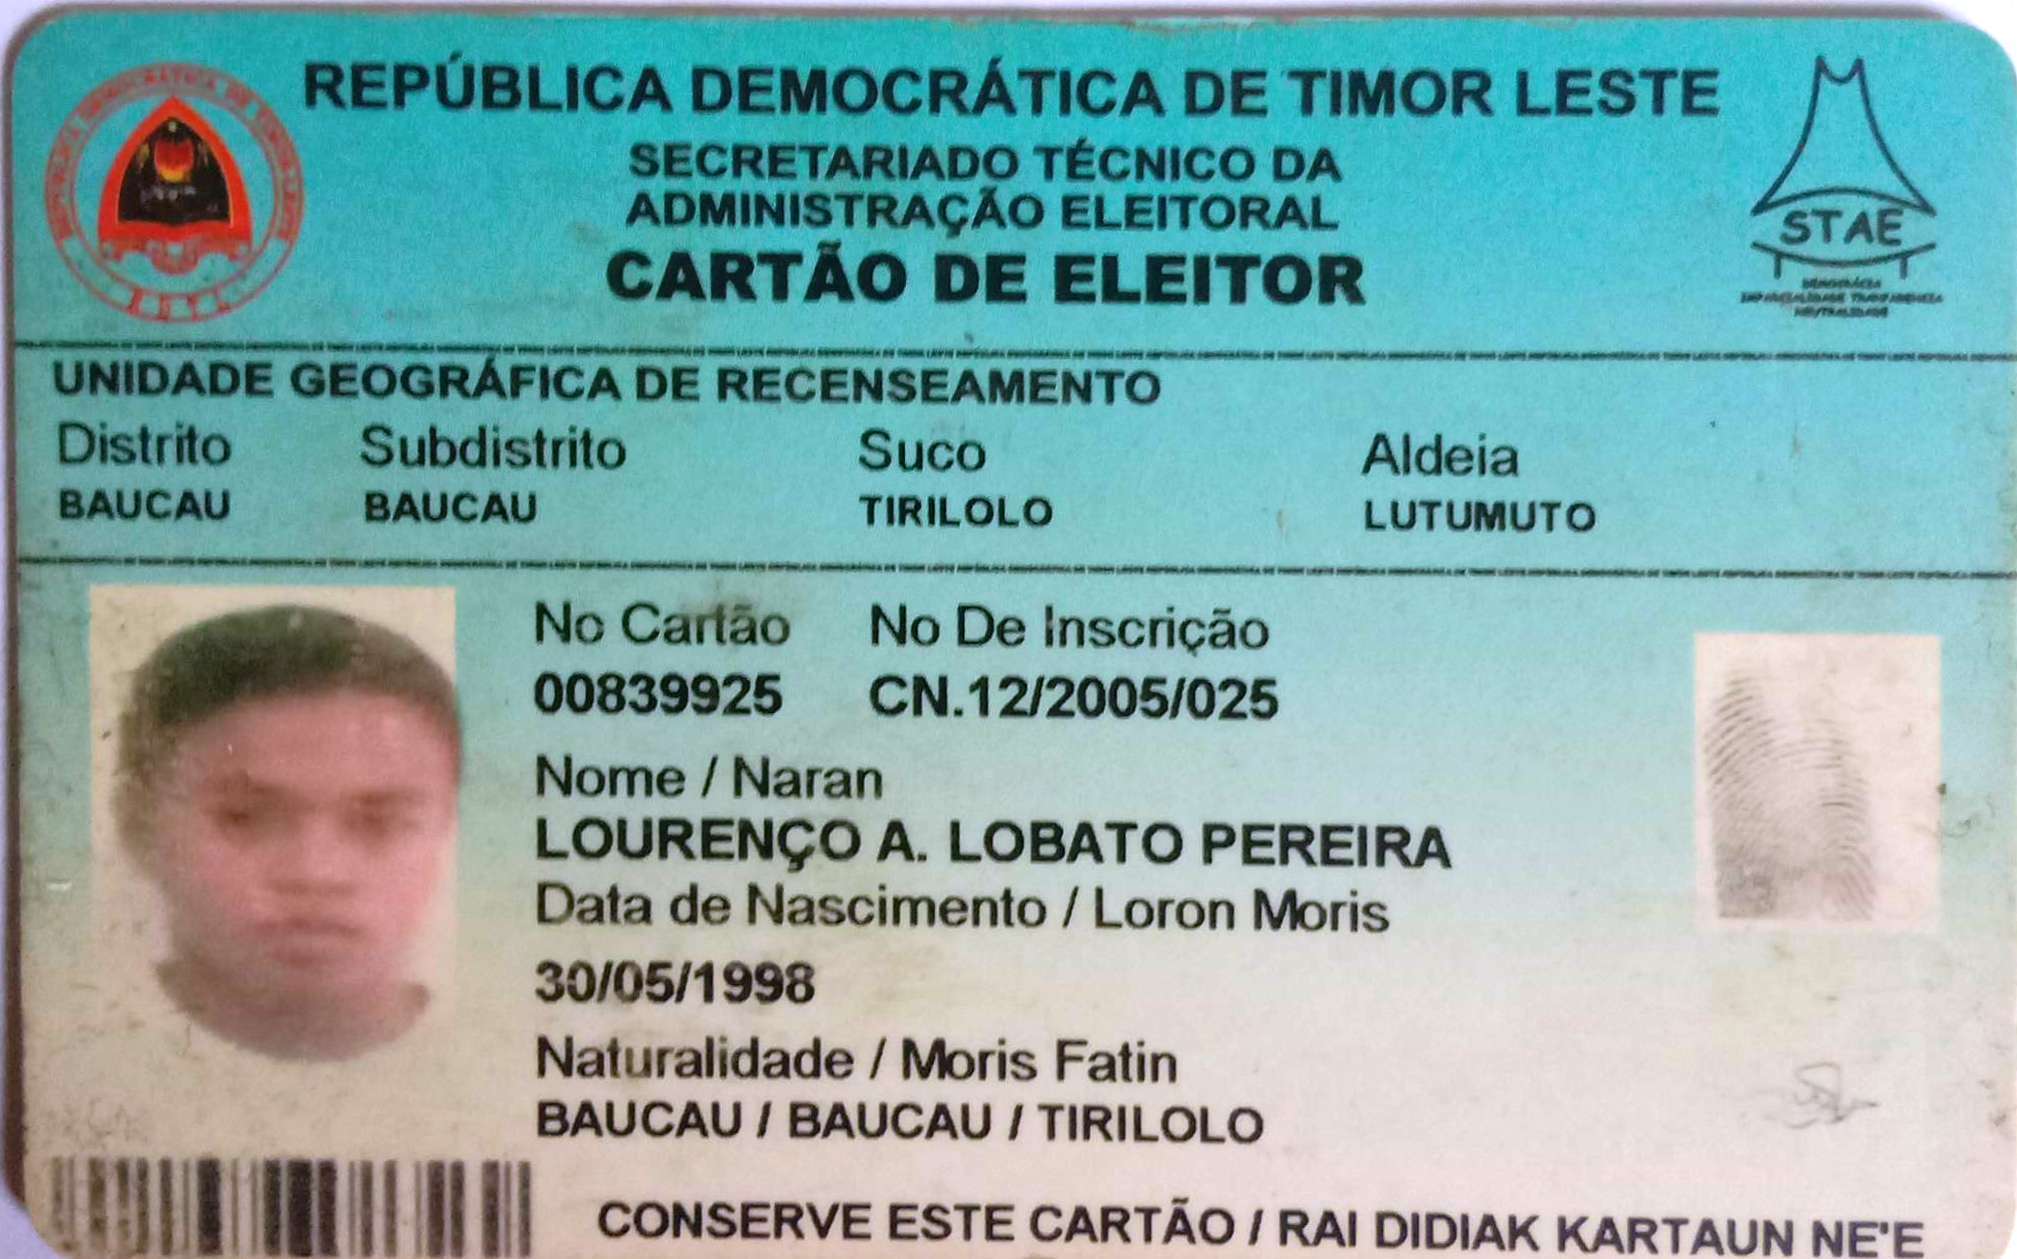 REPÚBLICA DEMOCRÁTICA DE TIMOR LESTE
SECRETARIADO TÉCNICO DA
ADMINISTRAÇÃO ELEITORAL
CARTÃO DE ELEITOR
STAE
UNIDADE GEOGRÁFICA DE RECENSEAMENTO
Distrito Subdistrito Suco Aldeia
BAUCAU BAUCAU TIRILOLO LUTUMUTO
No Cartão No De Inscrição
00839925 CN.12/2005/025
Nome / Naran
LOURENÇO A. LOBATO PEREIRA
Data de Nascimento / Loron Moris
30/05/1998
Naturalidade / Moris Fatin
BAUCAU / BAUCAU / TIRILOLO
CONSERVE ESTE CARTÃO / RAI DIDIAK KARTAUN NE'E